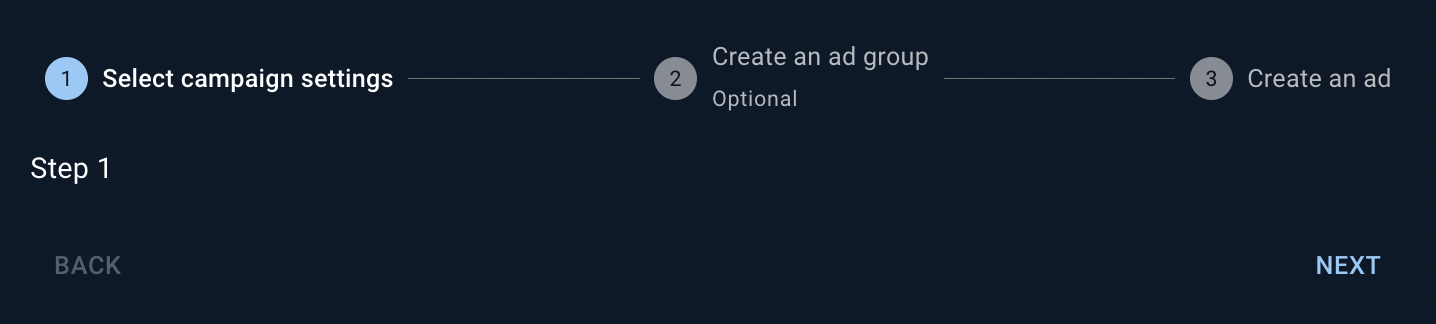 1 Select campaign settings
2 Create an ad group
Optional
3 Create an ad
Step 1
BACK
NEXT